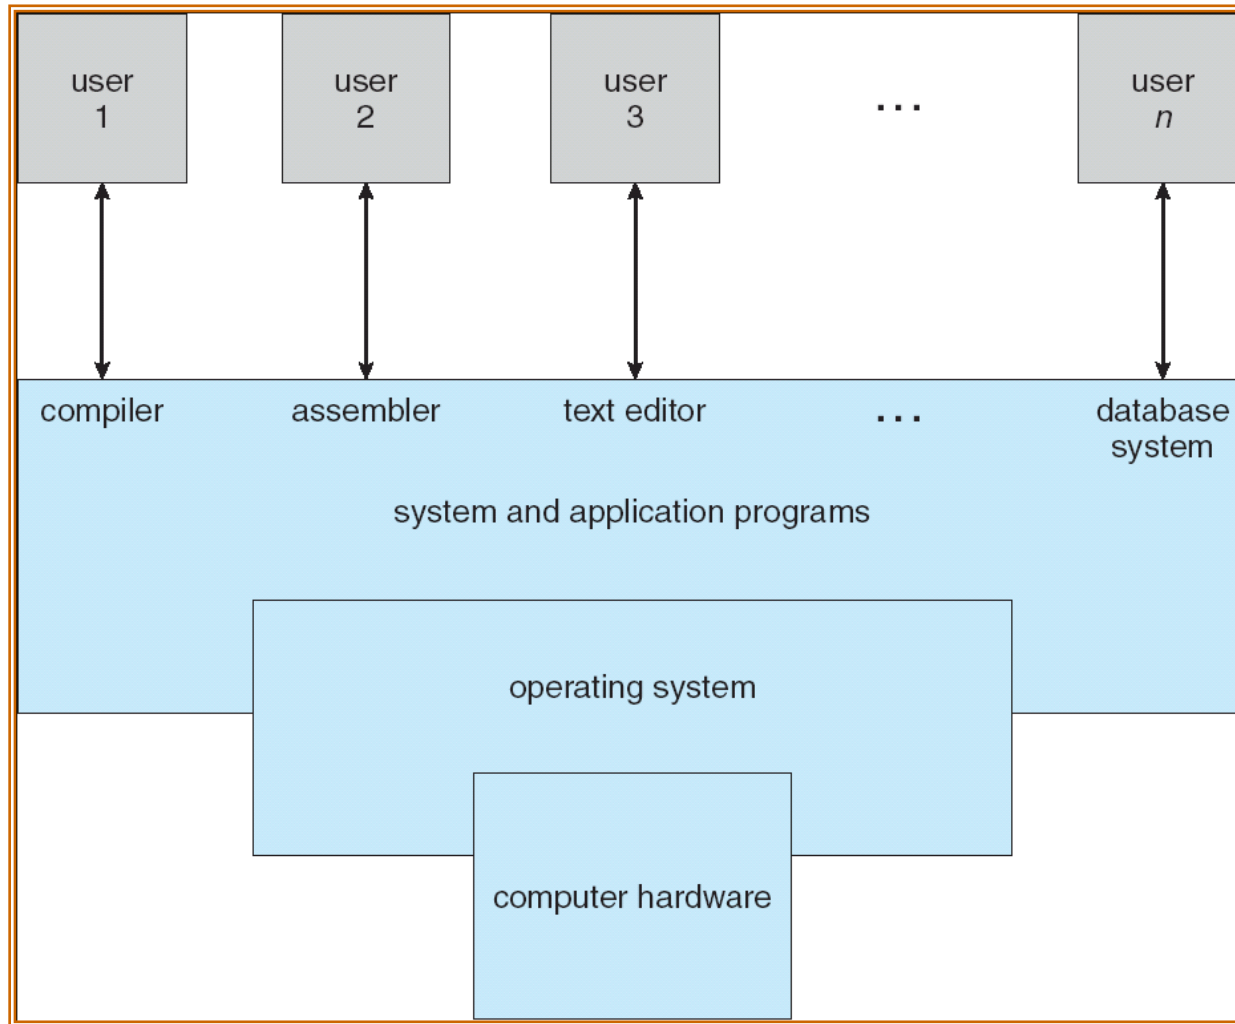 user
1
user
2
user
3
...
user
n
compiler
assembler
text editor
...
database
system
system and application programs
operating system
computer hardware